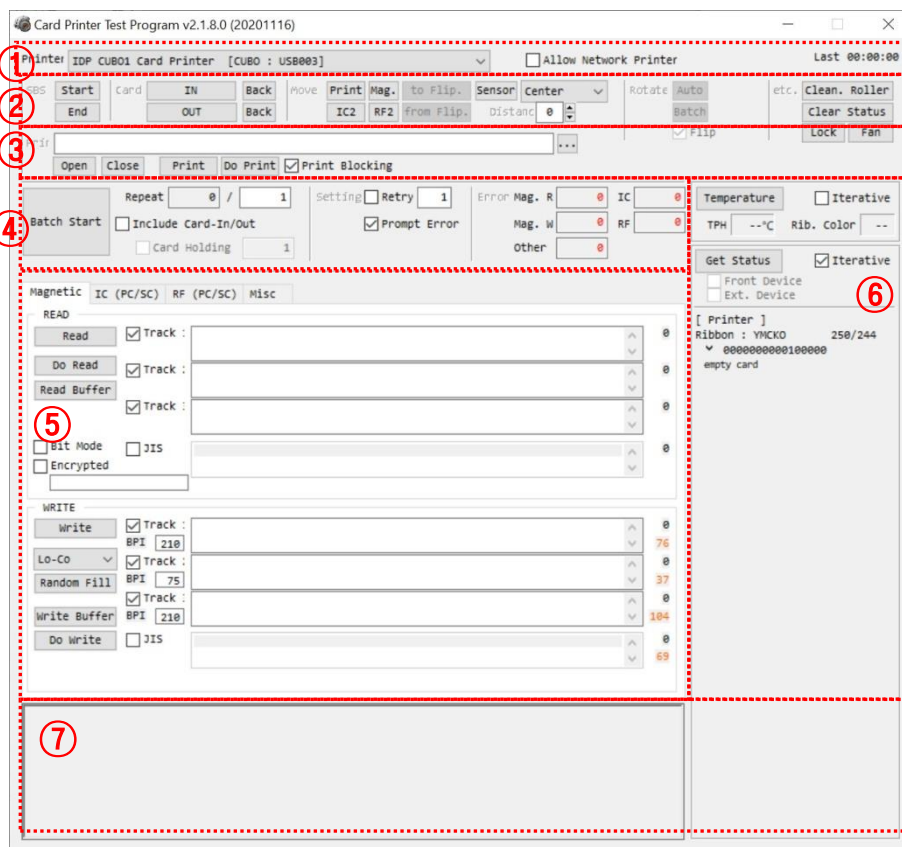 Card Printer Test Program v2.1.8.0 (20201116)
① Printer IDP CUBO1 Card Printer [CUBO : USB003] Allow Network Printer Last 00:00:00
② SBS Start Card IN Back Move Print Mag. to Flip. Sensor Center Rotate Auto etc. Clean. Roller
End OUT Back IC2 RF2 from Flip. Distanc 0 Batch Clear Status
Flip Lock Fan
③ Prir ...
Open Close Print Do Print Print Blocking
④ Batch Start Repeat 0 / 1 Setting Retry 1 Error Mag. R 0 IC 0 Temperature Iterative
Include Card-In/Out Prompt Error Mag. W 0 RF 0 TPH --°C Rib. Color --
Card Holding 1 Other 0
Get Status Iterative
Front Device
Ext. Device
⑥
[ Printer ]
Ribbon : YMCKO 250/244
0000000000100000
empty card
Magnetic IC (PC/SC) RF (PC/SC) Misc
READ
Read Track : 0
Do Read Track : 0
Read Buffer
Track : 0
⑤
Bit Mode JIS 0
Encrypted
WRITE
Write Track : 0
BPI 210 76
Lo-Co Track : 0
Random Fill BPI 75 37
Track : 0
Write Buffer BPI 210 104
Do Write JIS 0
69
⑦